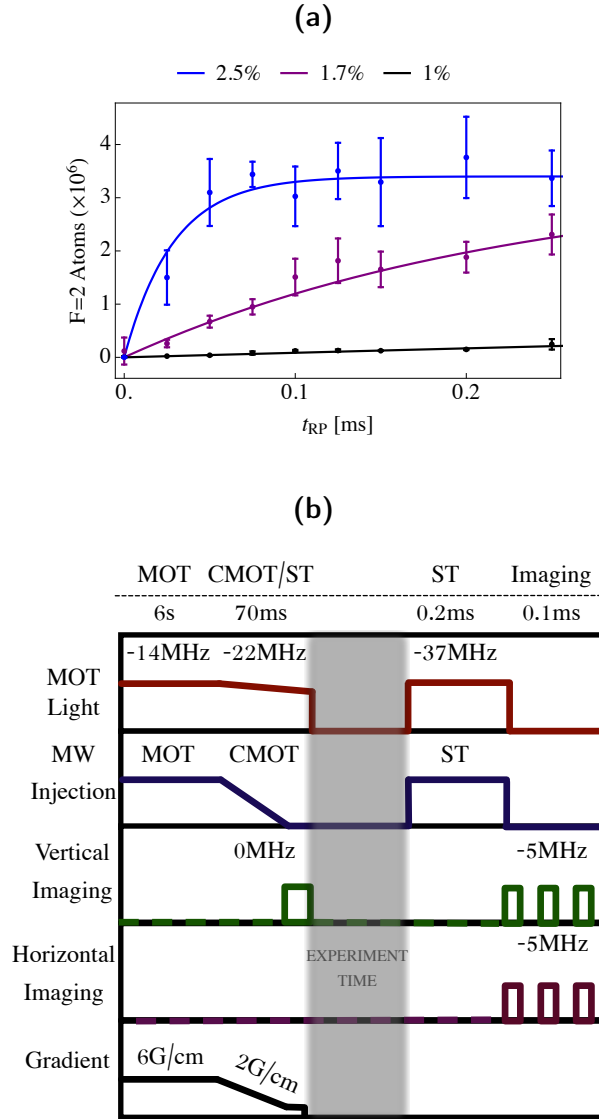 (a)
2.5% 1.7% 1%
F=2 Atoms (×10⁶)
4
3
2
1
0
0. 0.1 0.2
t_RP [ms]
(b)
MOT CMOT/ST ST Imaging
6s 70ms 0.2ms 0.1ms
-14MHz -22MHz -37MHz
MOT
Light
MW MOT CMOT ST
Injection
Vertical 0MHz -5MHz
Imaging
Horizontal -5MHz
EXPERIMENT
Imaging TIME
Gradient 6G/cm 2G/cm